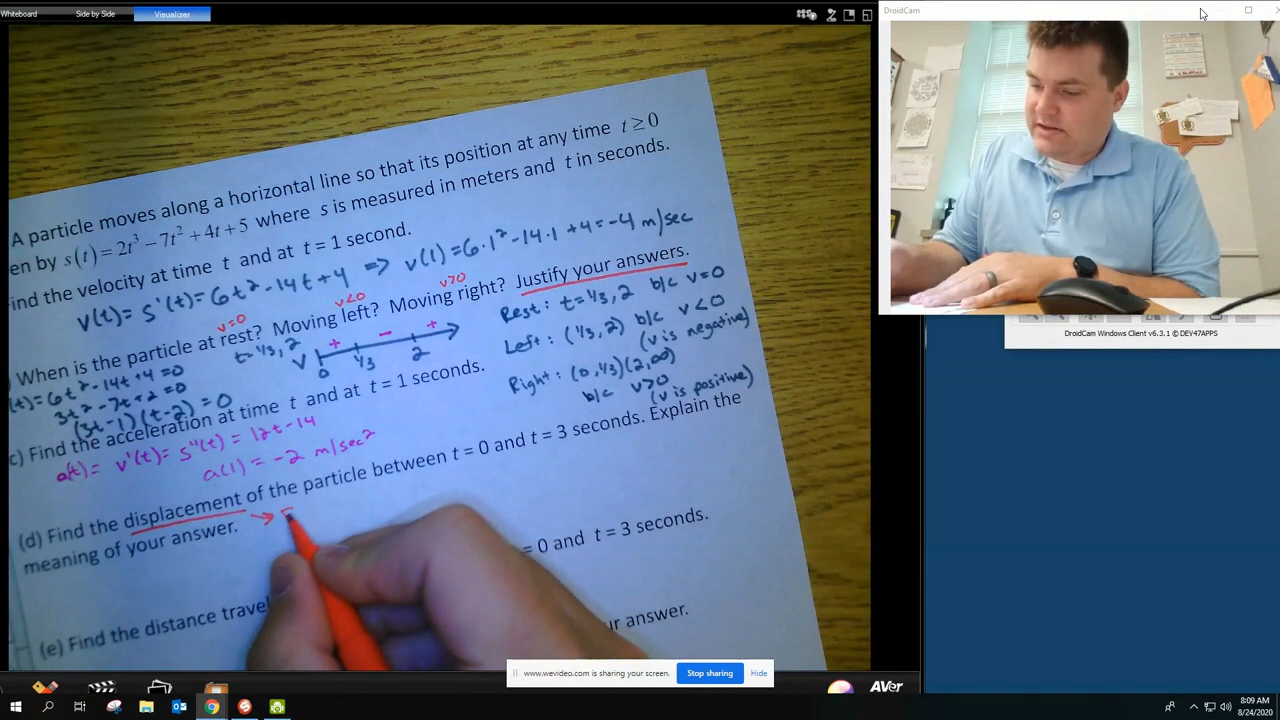 Whiteboard
Side by Side
Visualizer
DroidCam
A particle moves along a horizontal line so that its position at any time t ≥ 0
en by s(t) = 2t³ − 7t² + 4t + 5 where s is measured in meters and t in seconds.
ind the velocity at time t and at t = 1 second.
v(t) = s'(t) = 6t² - 14t + 4 ⇒ v(1) = 6·1² - 14·1 + 4 = -4 m/sec
v=0 v<0 v>0
When is the particle at rest? Moving left? Moving right? Justify your answers.
(t) = 6t² - 14t + 4 = 0
t = 1/3, 2
3t² - 7t + 2 = 0
(3t-1)(t-2) = 0
V + +
0 1/3 2
Rest: t = 1/3, 2 b/c v=0
Left: (1/3, 2) b/c v < 0
(v is negative)
Right: (0, 1/3)(2, ∞)
b/c v>0
(v is positive)
c) Find the acceleration at time t and at t = 1 seconds.
a(t) = v'(t) = s"(t) = 12t - 14
a(1) = -2 m/sec²
(d) Find the displacement of the particle between t = 0 and t = 3 seconds. Explain the
meaning of your answer. →
(e) Find the distance travel
= 0 and t = 3 seconds.
ur answer.
DroidCam Windows Client v6.3.1 © DEV47APPS
www.wevideo.com is sharing your screen.
Stop sharing
Hide
AVer
8:09 AM
8/24/2020